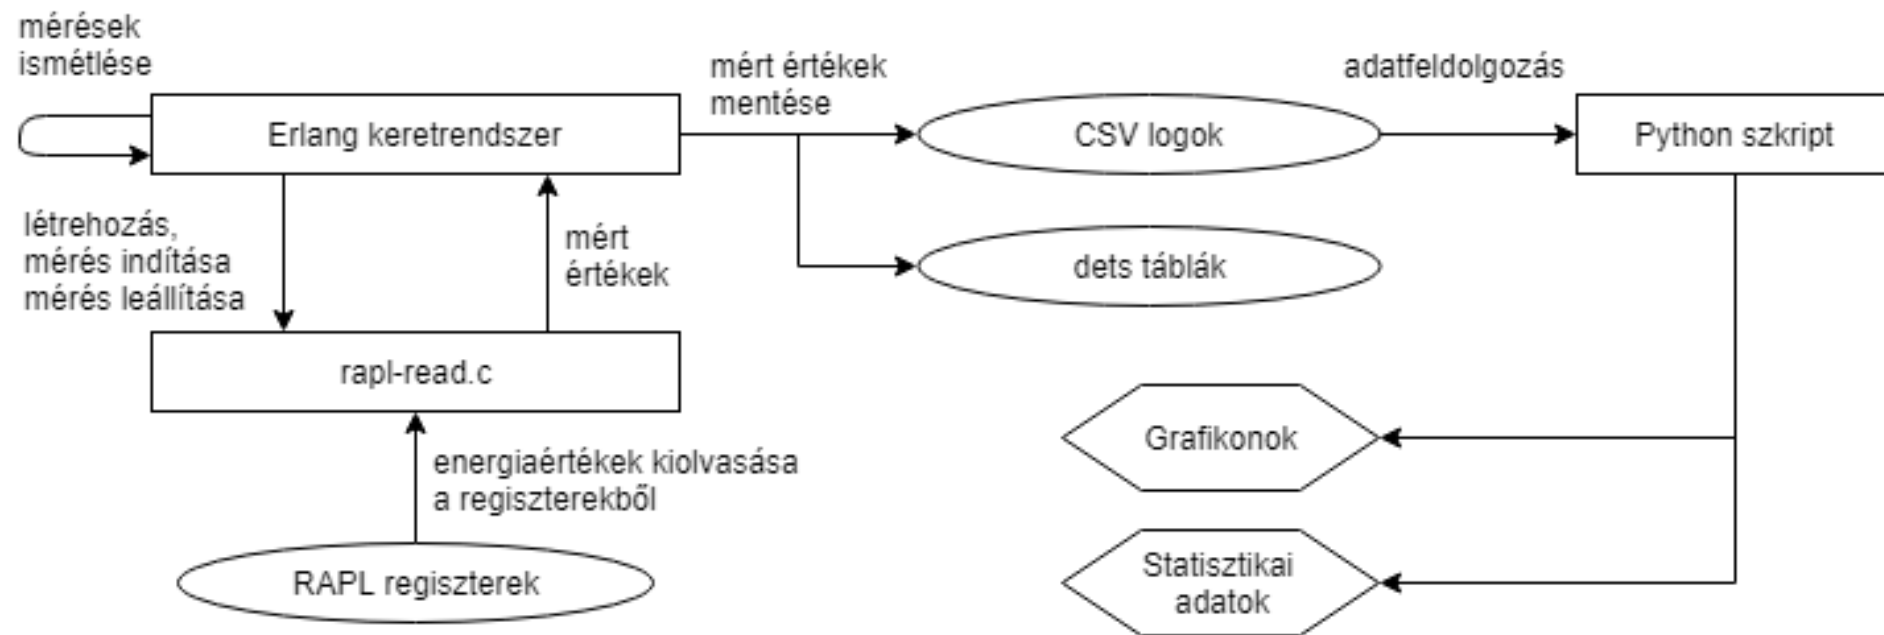 mérések
ismétlése
mért értékek
mentése
adatfeldolgozás
Erlang keretrendszer
CSV logok
Python szkript
létrehozás,
mérés indítása
mérés leállítása
mért
értékek
dets táblák
rapl-read.c
Grafikonok
energiaértékek kiolvasása
a regiszterekből
RAPL regiszterek
Statisztikai
adatok